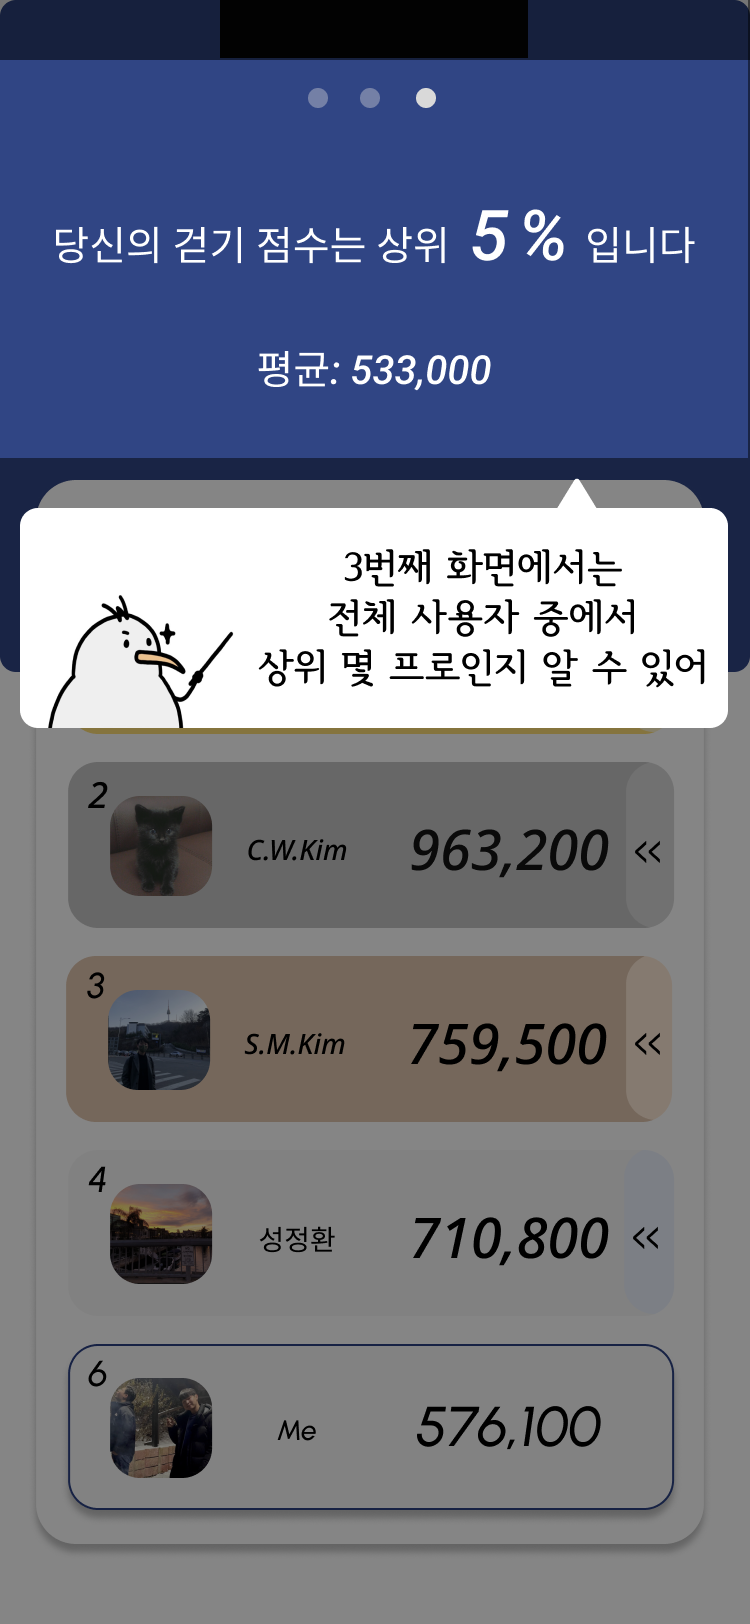 당신의 걷기 점수는 상위 5 % 입니다
평균: 533,000
3번째 화면에서는
전체 사용자 중에서
상위 몇 프로인지 알 수 있어
2 C.W.Kim 963,200 <<
3 S.M.Kim 759,500 <<
4 성정환 710,800 <<
6 Me 576,100